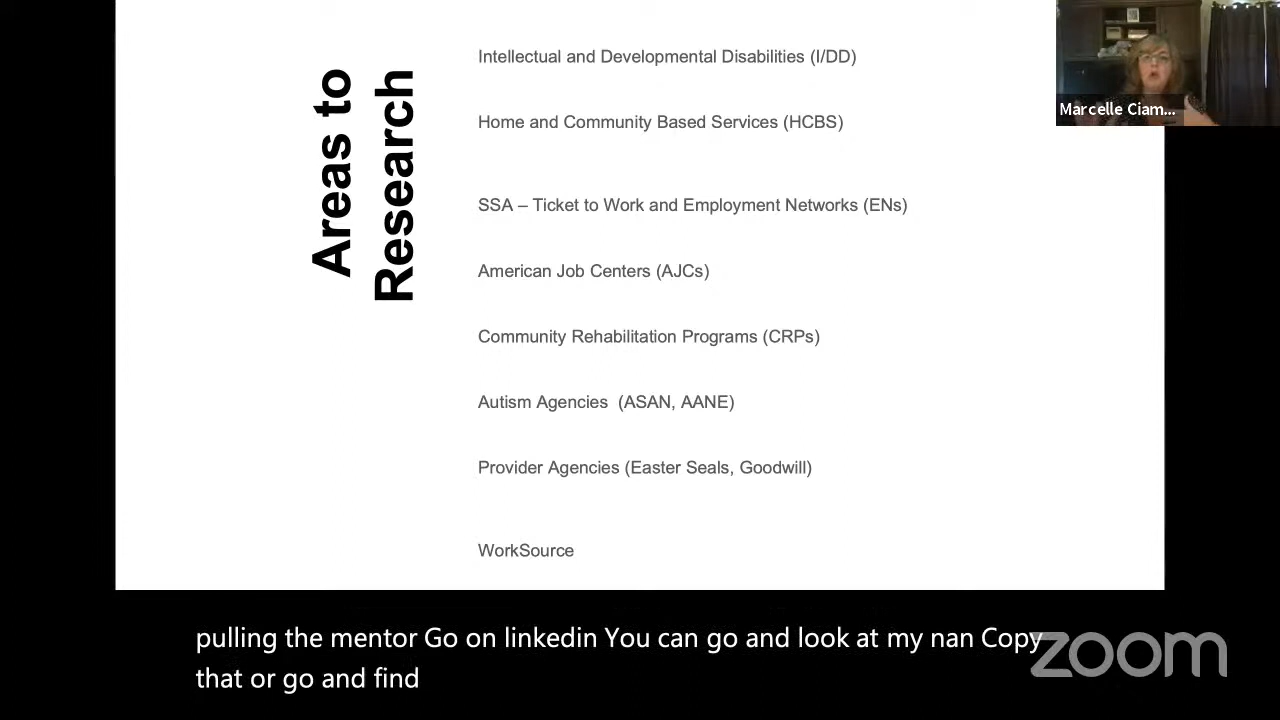 Areas to
Research
Intellectual and Developmental Disabilities (I/DD)
Home and Community Based Services (HCBS)
SSA – Ticket to Work and Employment Networks (ENs)
American Job Centers (AJCs)
Community Rehabilitation Programs (CRPs)
Autism Agencies  (ASAN, AANE)
Provider Agencies (Easter Seals, Goodwill)
WorkSource
Marcelle Ciam...
pulling the mentor Go on linkedin You can go and look at my nan Copy
that or go and find
zoom